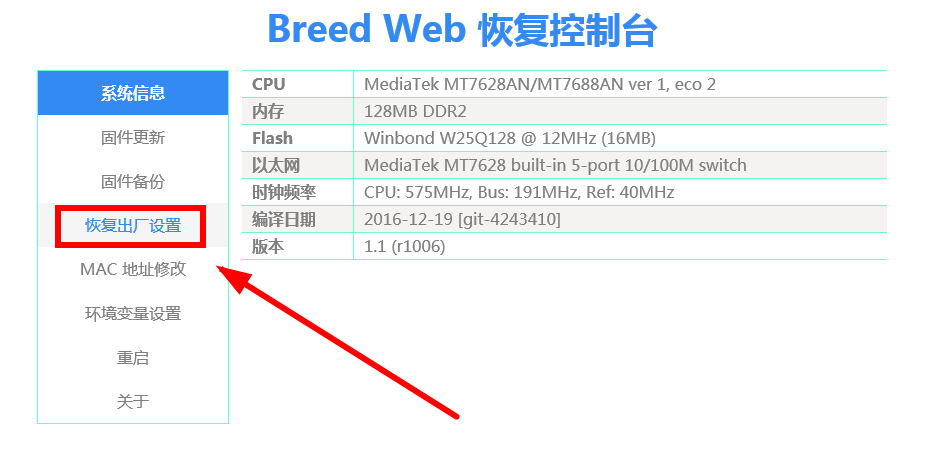 Breed Web 恢复控制台
系统信息
固件更新
固件备份
恢复出厂设置
MAC 地址修改
环境变量设置
重启
关于
CPU MediaTek MT7628AN/MT7688AN ver 1, eco 2
内存 128MB DDR2
Flash Winbond W25Q128 @ 12MHz (16MB)
以太网 MediaTek MT7628 built-in 5-port 10/100M switch
时钟频率 CPU: 575MHz, Bus: 191MHz, Ref: 40MHz
编译日期 2016-12-19 [git-4243410]
版本 1.1 (r1006)